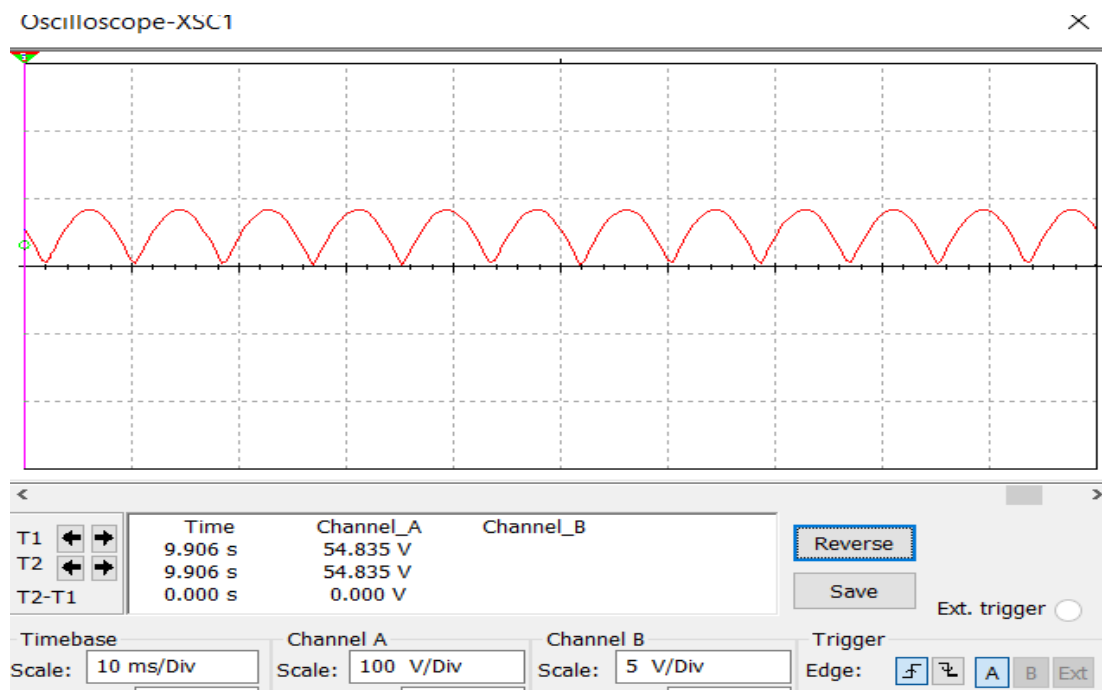 Oscilloscope-XSC1
Time Channel_A Channel_B
T1 9.906 s 54.835 V
T2 9.906 s 54.835 V
T2-T1 0.000 s 0.000 V
Reverse
Save
Ext. trigger
Timebase Channel A Channel B Trigger
Scale: 10 ms/Div Scale: 100 V/Div Scale: 5 V/Div Edge: A B Ext